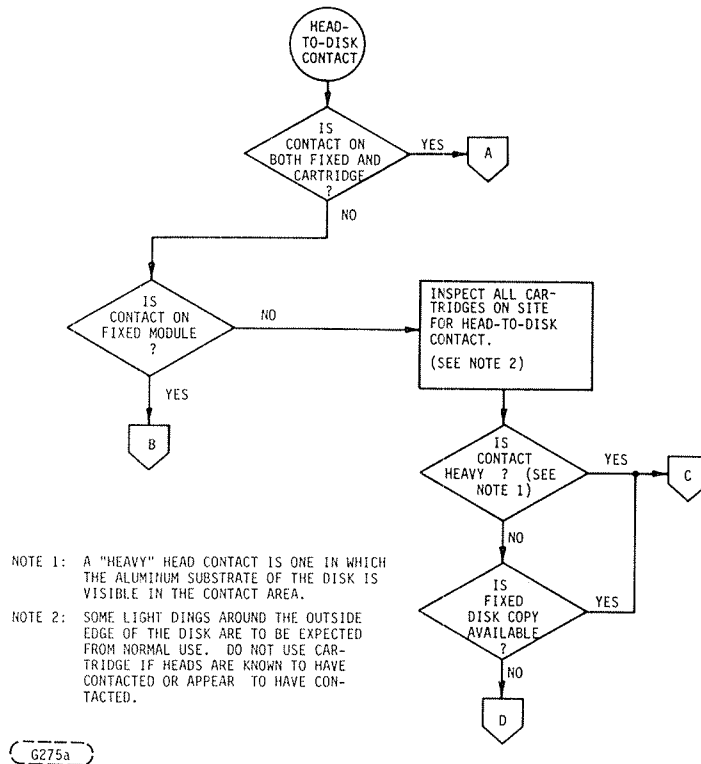 HEAD-
TO-DISK
CONTACT
IS
CONTACT ON
BOTH FIXED AND
CARTRIDGE
?
YES
A
NO
IS
CONTACT ON
FIXED MODULE
?
NO
YES
B
INSPECT ALL CAR-
TRIDGES ON SITE
FOR HEAD-TO-DISK
CONTACT.
(SEE NOTE 2)
IS
CONTACT
HEAVY ? (SEE
NOTE 1)
YES
C
NO
IS
FIXED
DISK COPY
AVAILABLE
?
YES
NO
D
NOTE 1: A "HEAVY" HEAD CONTACT IS ONE IN WHICH
THE ALUMINUM SUBSTRATE OF THE DISK IS
VISIBLE IN THE CONTACT AREA.
NOTE 2: SOME LIGHT DINGS AROUND THE OUTSIDE
EDGE OF THE DISK ARE TO BE EXPECTED
FROM NORMAL USE. DO NOT USE CAR-
TRIDGE IF HEADS ARE KNOWN TO HAVE
CONTACTED OR APPEAR TO HAVE CON-
TACTED.
G275a